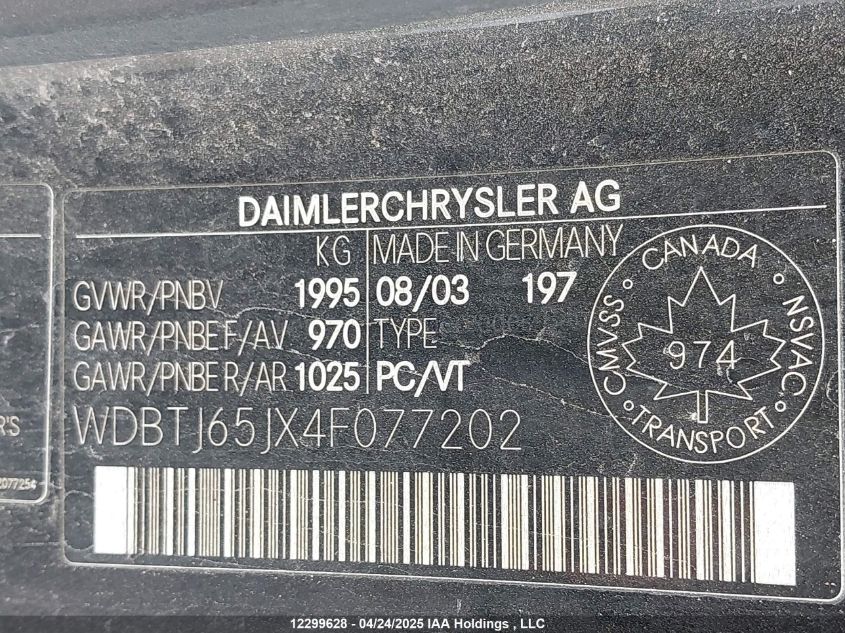 DAIMLERCHRYSLER AG
KG MADE IN GERMANY
GVWR/PNBV 1995 08/03 197
GAWR/PNBE F/AV 970 TYPE
GAWR/PNBE R/AR 1025 PC/VT
WDBTJ65JX4F077202
CANADA
CMVSS
974
NSVAC
TRANSPORT
R'S
2077254
12299628 - 04/24/2025 IAA Holdings , LLC